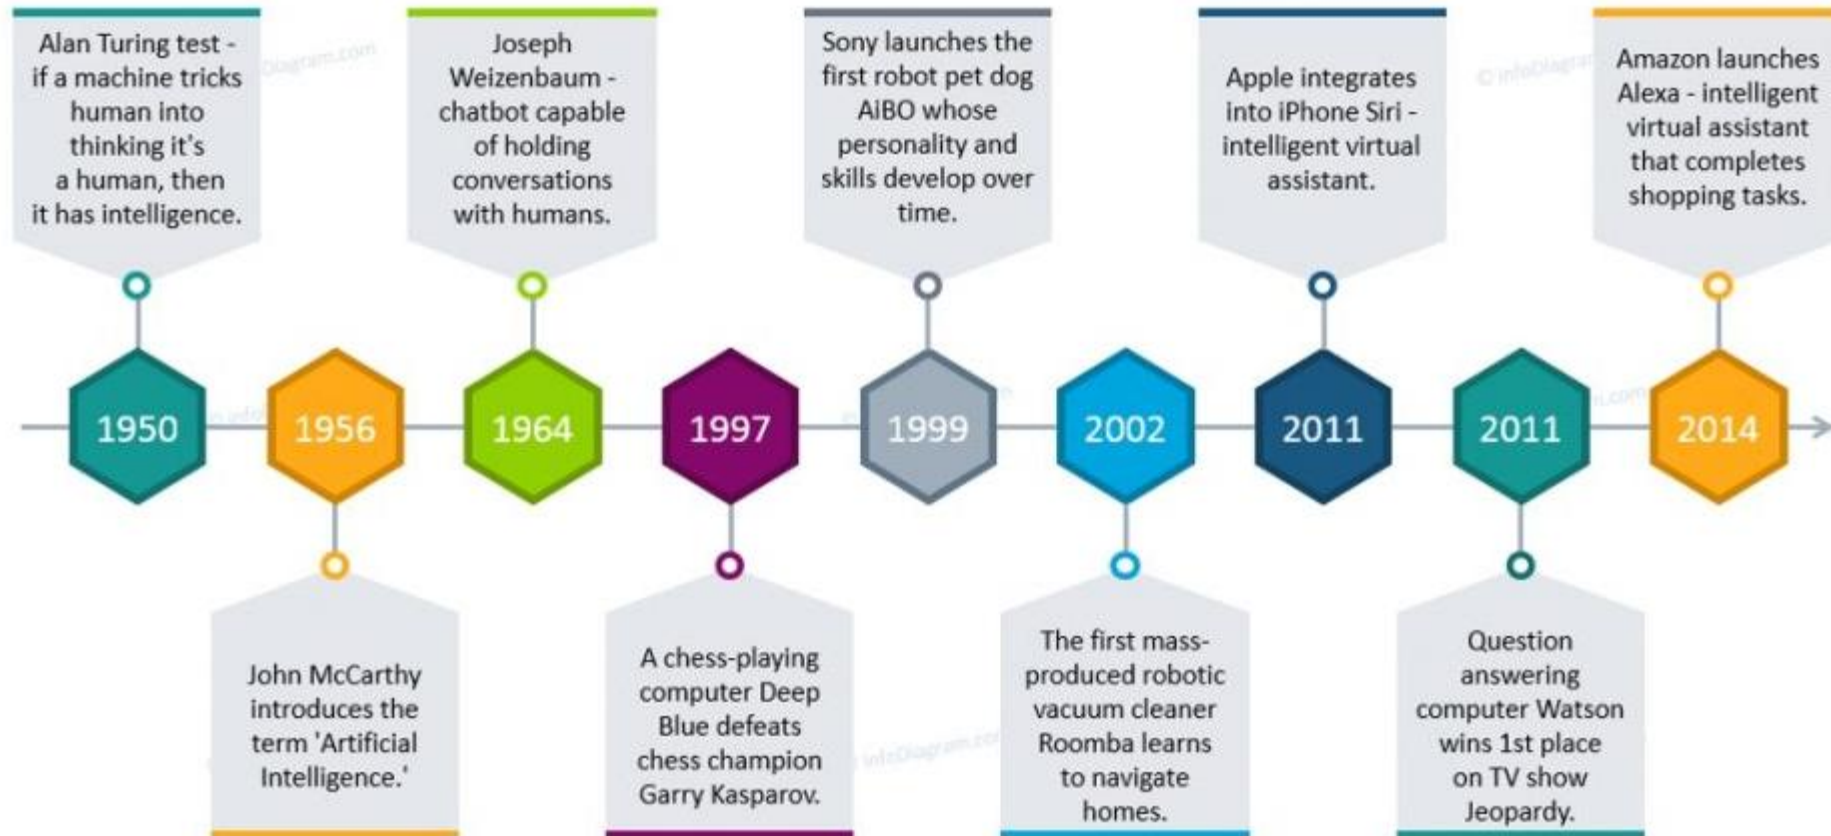 Alan Turing test -
if a machine tricks
human into
thinking it's
a human, then
it has intelligence.
Joseph
Weizenbaum -
chatbot capable
of holding
conversations
with humans.
Sony launches the
first robot pet dog
AiBO whose
personality and
skills develop over
time.
Apple integrates
into iPhone Siri -
intelligent virtual
assistant.
Amazon launches
Alexa - intelligent
virtual assistant
that completes
shopping tasks.
1950
1956
1964
1997
1999
2002
2011
2011
2014
John McCarthy
introduces the
term 'Artificial
Intelligence.'
A chess-playing
computer Deep
Blue defeats
chess champion
Garry Kasparov.
The first mass-
produced robotic
vacuum cleaner
Roomba learns
to navigate
homes.
Question
answering
computer Watson
wins 1st place
on TV show
Jeopardy.